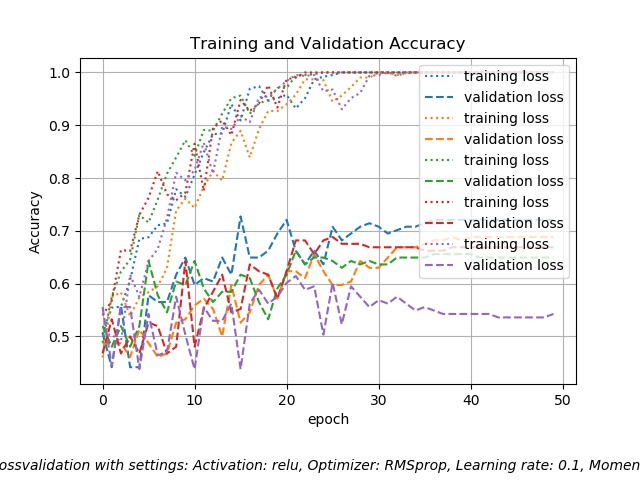 Training and Validation Accuracy
1.0
0.9
0.8
0.7
0.6
0.5
Accuracy
training loss
validation loss
training loss
validation loss
training loss
validation loss
training loss
validation loss
training loss
validation loss
0 10 20 30 40 50
epoch
ossvalidation with settings: Activation: relu, Optimizer: RMSprop, Learning rate: 0.1, Momen